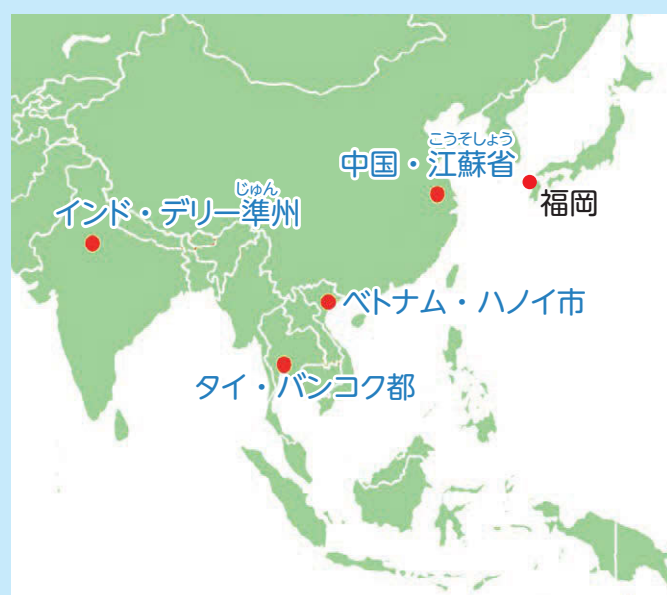 こうそしょう
中国・江蘇省
福岡
じゅん
インド・デリー準州
ベトナム・ハノイ市
タイ・バンコク都